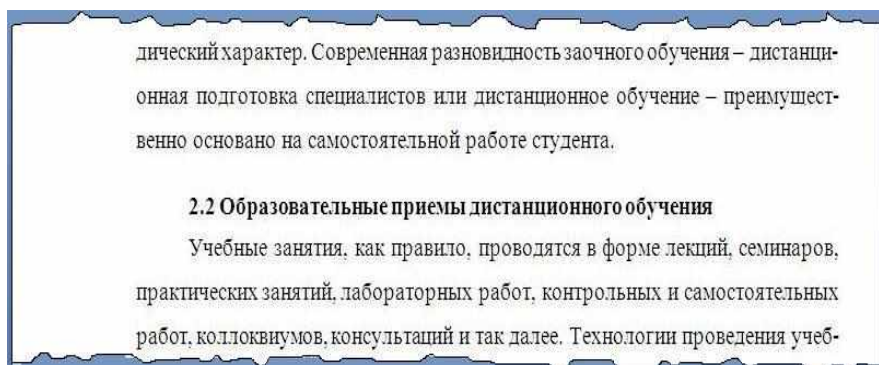 дический характер. Современная разновидность заочного обучения – дистанци-
онная подготовка специалистов или дистанционное обучение – преимущест-
венно основано на самостоятельной работе студента.
2.2 Образовательные приемы дистанционного обучения
Учебные занятия, как правило, проводятся в форме лекций, семинаров,
практических занятий, лабораторных работ, контрольных и самостоятельных
работ, коллоквиумов, консультаций и так далее. Технологии проведения учеб-